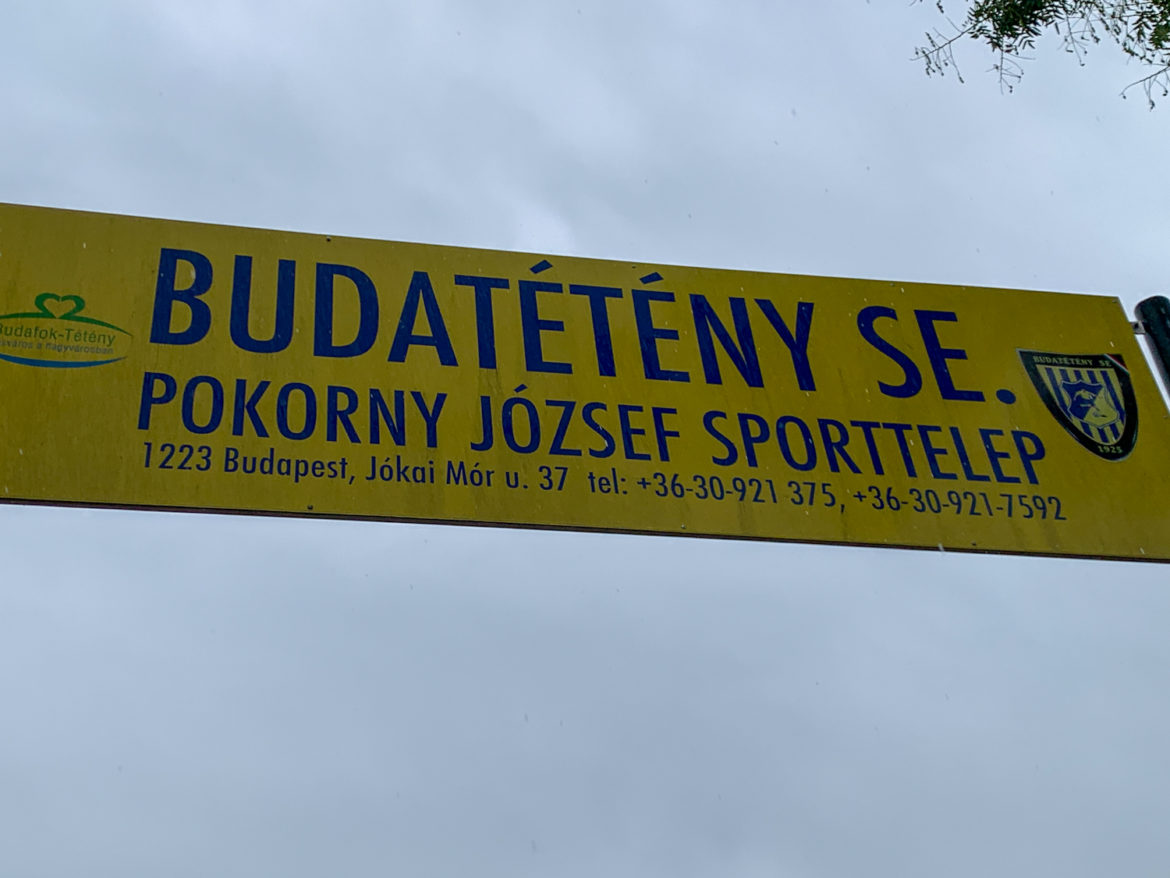 BUDATÉTÉNY SE.
POKORNY JÓZSEF SPORTTELEP
1223 Budapest, Jókai Mór u. 37 tel: +36-30-921 375, +36-30-921-7592
Budafok-Tétény
a nagyvárosban
BUDATÉTÉNY SE
1925